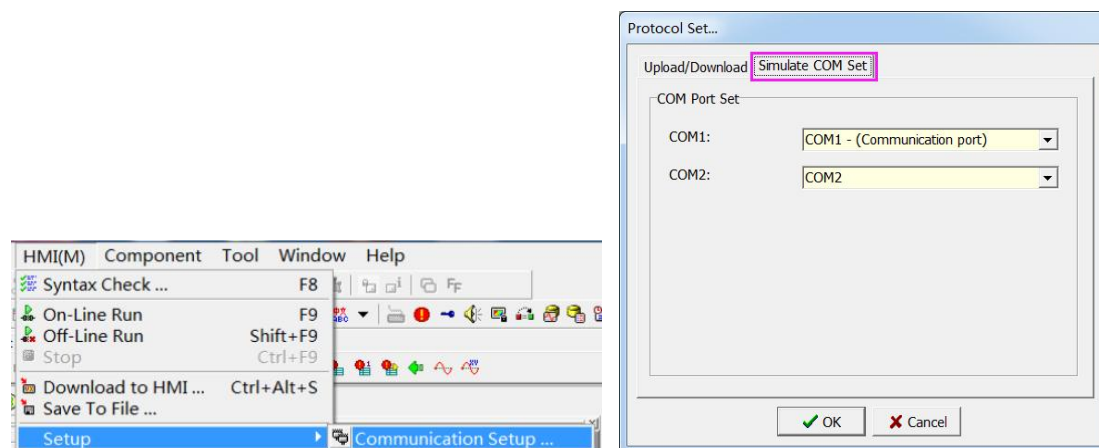 HMI(M) Component Tool Window Help
Syntax Check ... F8
On-Line Run F9
Off-Line Run Shift+F9
Stop Ctrl+F9
Download to HMI ... Ctrl+Alt+S
Save To File ...
Setup
Communication Setup ...
Protocol Set...
Upload/Download Simulate COM Set
COM Port Set
COM1: COM1 - (Communication port)
COM2: COM2
OK Cancel